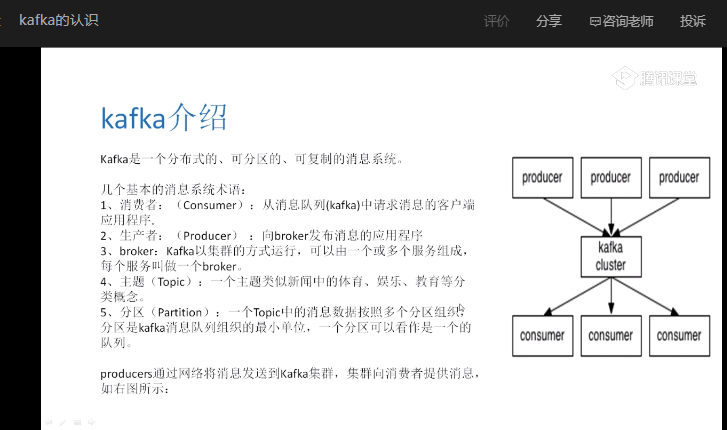 kafka的认识
评价 分享 咨询老师 投诉
腾讯课堂
kafka介绍
Kafka是一个分布式的、可分区的、可复制的消息系统。
几个基本的消息系统术语：
1、消费者：（Consumer）：从消息队列(kafka)中请求消息的客户端
应用程序.
2、生产者：（Producer） ：向broker发布消息的应用程序
3、broker：Kafka以集群的方式运行，可以由一个或多个服务组成，
每个服务叫做一个broker。
4、主题（Topic）：一个主题类似新闻中的体育、娱乐、教育等分
类概念。
5、分区（Partition）：一个Topic中的消息数据按照多个分区组织，
分区是kafka消息队列组织的最小单位，一个分区可以看作是一个的
队列。
producers通过网络将消息发送到Kafka集群，集群向消费者提供消息，
如右图所示：
producer producer producer
kafka
cluster
consumer consumer consumer